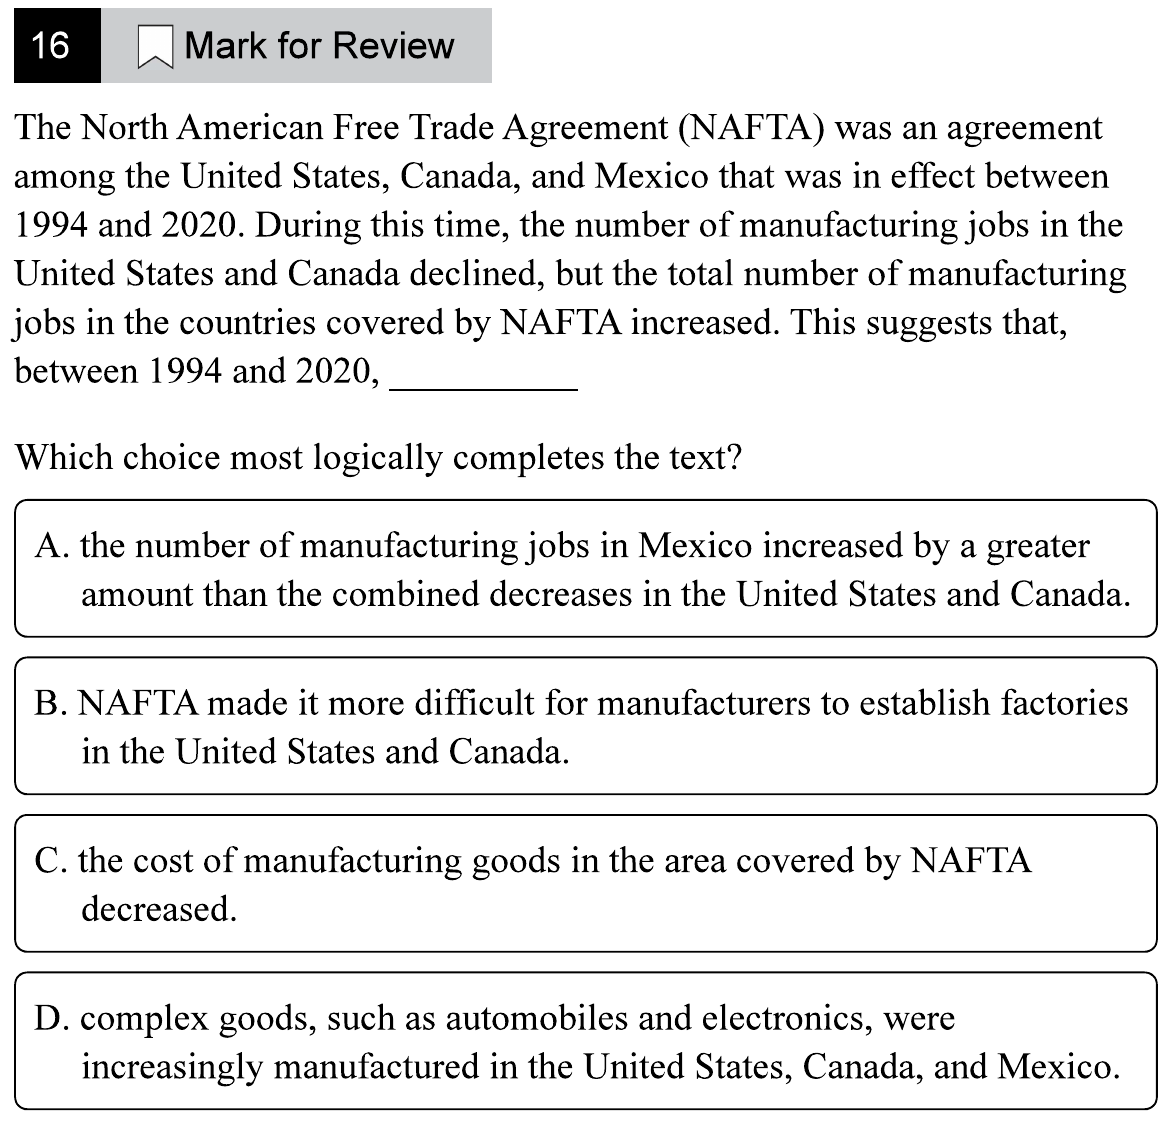 16 Mark for Review
The North American Free Trade Agreement (NAFTA) was an agreement
among the United States, Canada, and Mexico that was in effect between
1994 and 2020. During this time, the number of manufacturing jobs in the
United States and Canada declined, but the total number of manufacturing
jobs in the countries covered by NAFTA increased. This suggests that,
between 1994 and 2020, __________
Which choice most logically completes the text?
A. the number of manufacturing jobs in Mexico increased by a greater
amount than the combined decreases in the United States and Canada.
B. NAFTA made it more difficult for manufacturers to establish factories
in the United States and Canada.
C. the cost of manufacturing goods in the area covered by NAFTA
decreased.
D. complex goods, such as automobiles and electronics, were
increasingly manufactured in the United States, Canada, and Mexico.